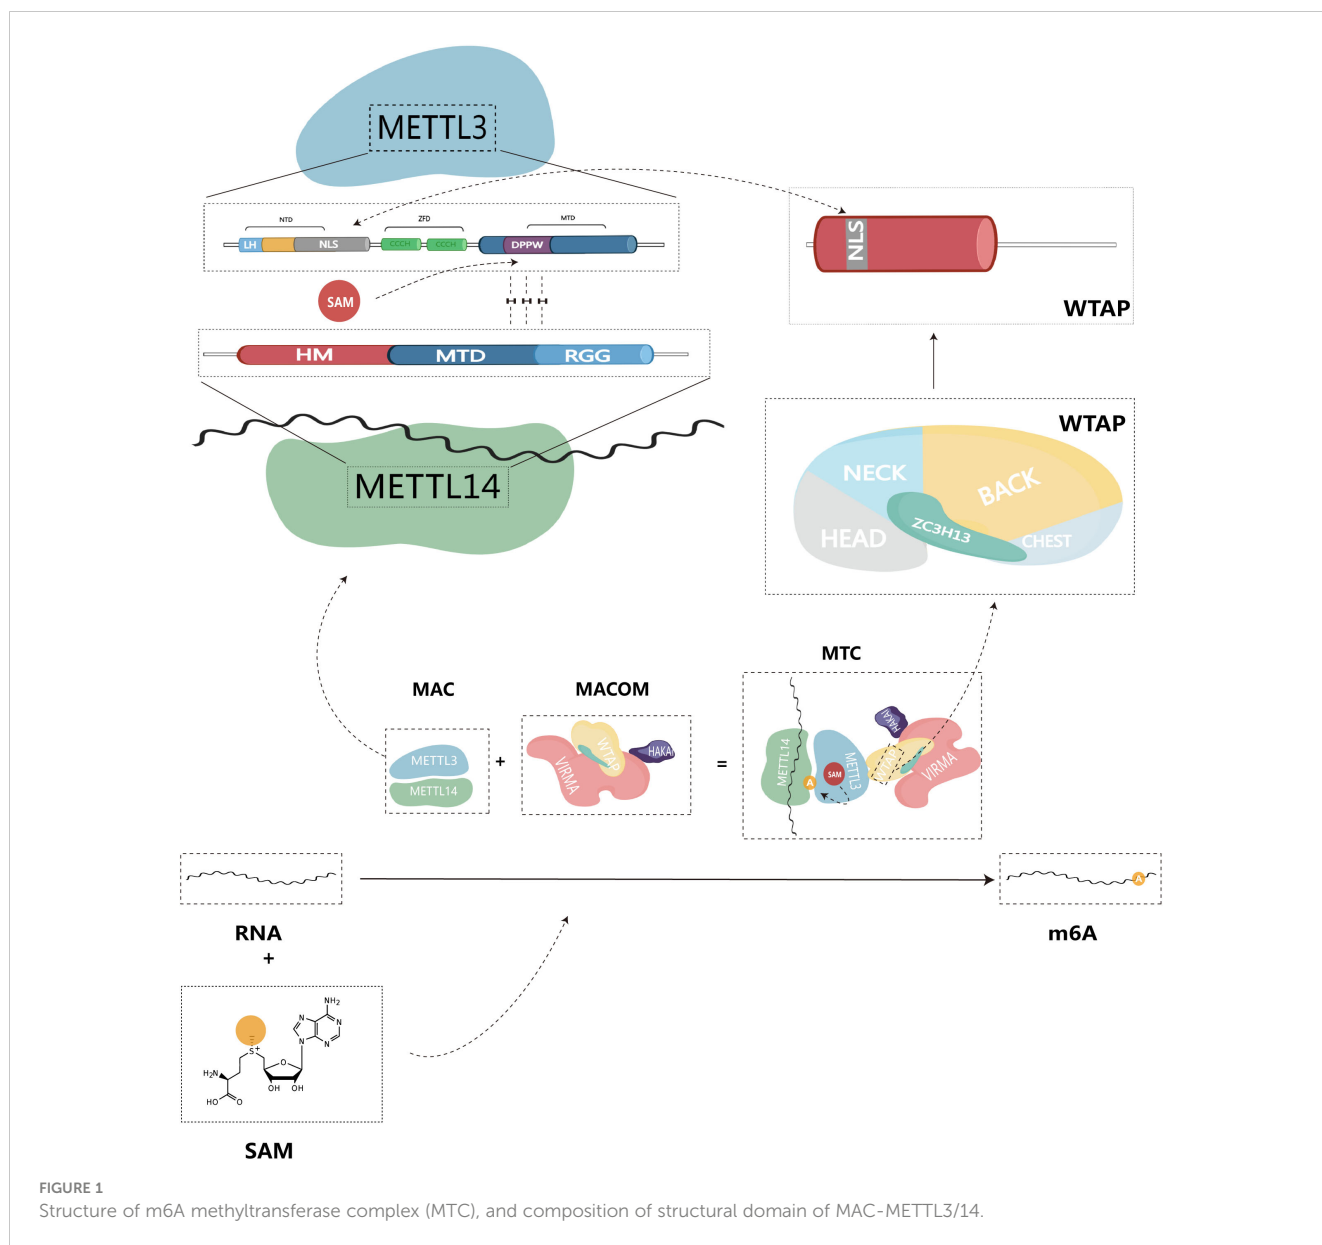 METTL3
NTD
ZFD
MTD
LH
NLS
CCCH
CCCH
DPPW
NLS
WTAP
SAM
HM
MTD
RGG
METTL14
WTAP
NECK
BACK
HEAD
ZC3H13
CHEST
MAC
MACOM
MTC
METTL3
METTL14
+
VIRMA
WTAP
HAKAI
=
METTL14
A
SAM
METTL3
WTAP
HAKAI
VIRMA
RNA
+
A
m6A
NH2
N
N
N
N
S+
O
H2N
HO
O
OH
OH
SAM
FIGURE 1
Structure of m6A methyltransferase complex (MTC), and composition of structural domain of MAC-METTL3/14.